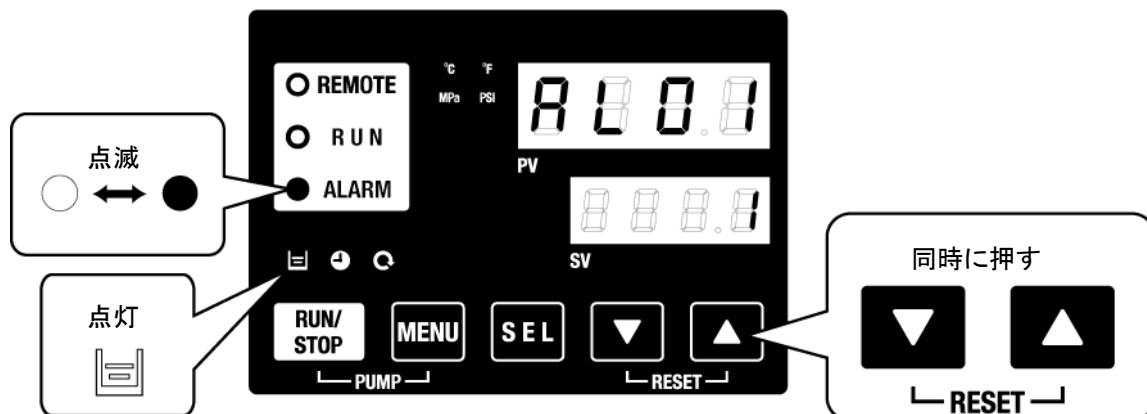 REMOTE
RUN
ALARM
°C °F
MPa PSI
AL01
PV
1
SV
点滅
点灯
RUN/
STOP
MENU
SEL
PUMP
RESET
同時に押す
RESET